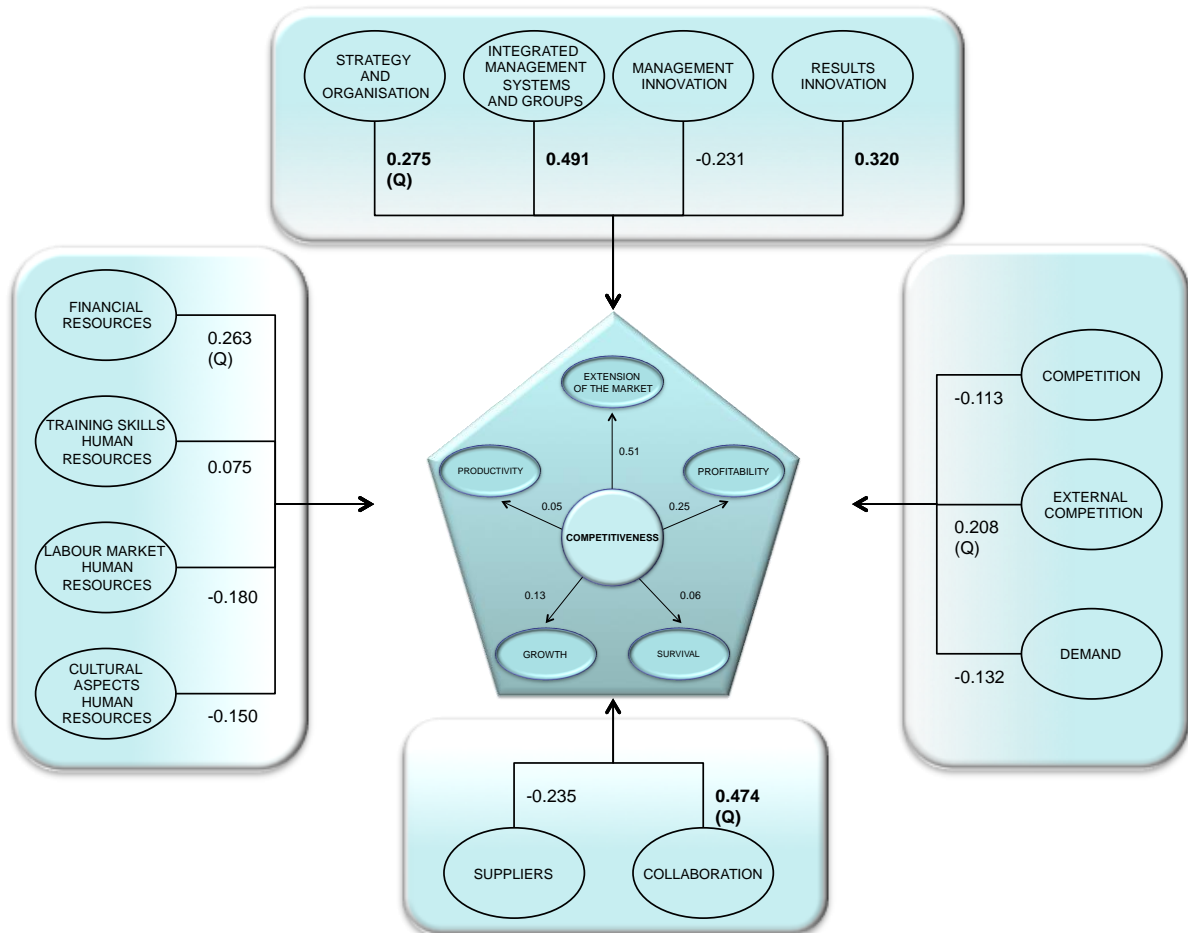 STRATEGY
AND
ORGANISATION
INTEGRATED
MANAGEMENT
SYSTEMS
AND GROUPS
MANAGEMENT
INNOVATION
RESULTS
INNOVATION
0.275
(Q)
0.491
-0.231
0.320
FINANCIAL
RESOURCES
0.263
(Q)
TRAINING SKILLS
HUMAN
RESOURCES
0.075
LABOUR MARKET
HUMAN
RESOURCES
-0.180
CULTURAL
ASPECTS
HUMAN
RESOURCES
-0.150
EXTENSION
OF THE MARKET
0.51
PRODUCTIVITY
0.05
PROFITABILITY
0.25
COMPETITIVENESS
0.13
GROWTH
0.06
SURVIVAL
COMPETITION
-0.113
EXTERNAL
COMPETITION
0.208
(Q)
DEMAND
-0.132
-0.235
SUPPLIERS
0.474
(Q)
COLLABORATION